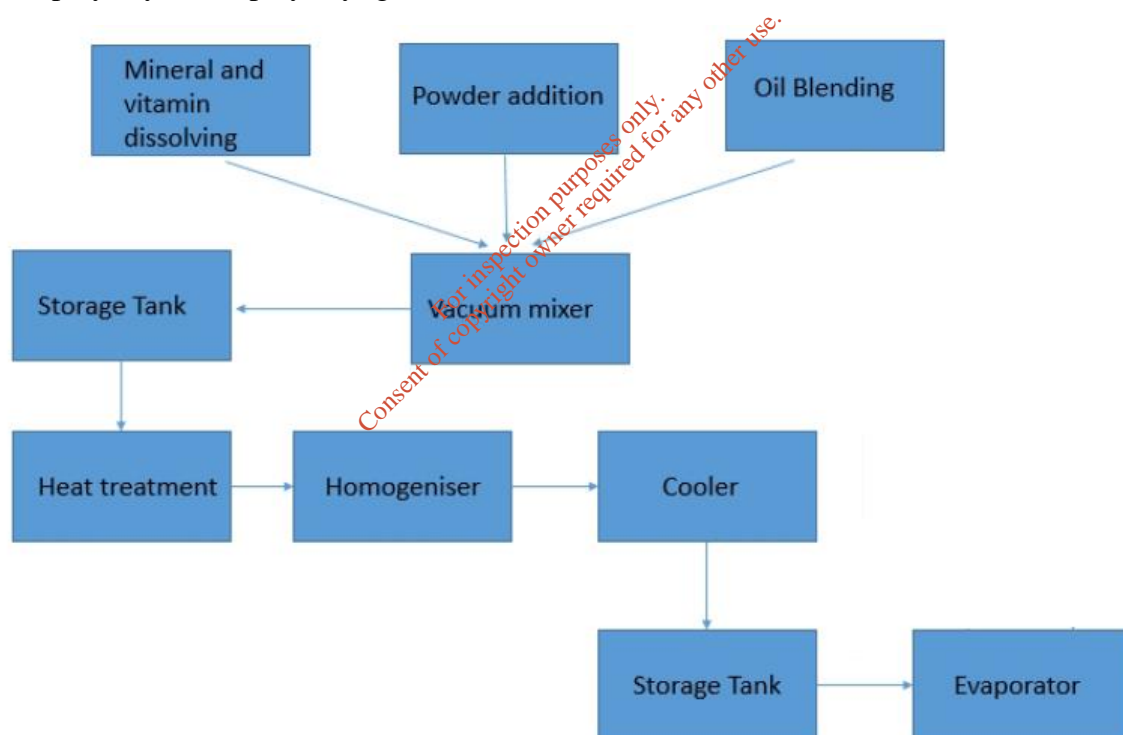 Mineral and
vitamin
dissolving
Powder addition
Oil Blending
For inspection purposes only.
Consent of copyright owner required for any other use.
Storage Tank
Vacuum mixer
Heat treatment
Homogeniser
Cooler
Storage Tank
Evaporator